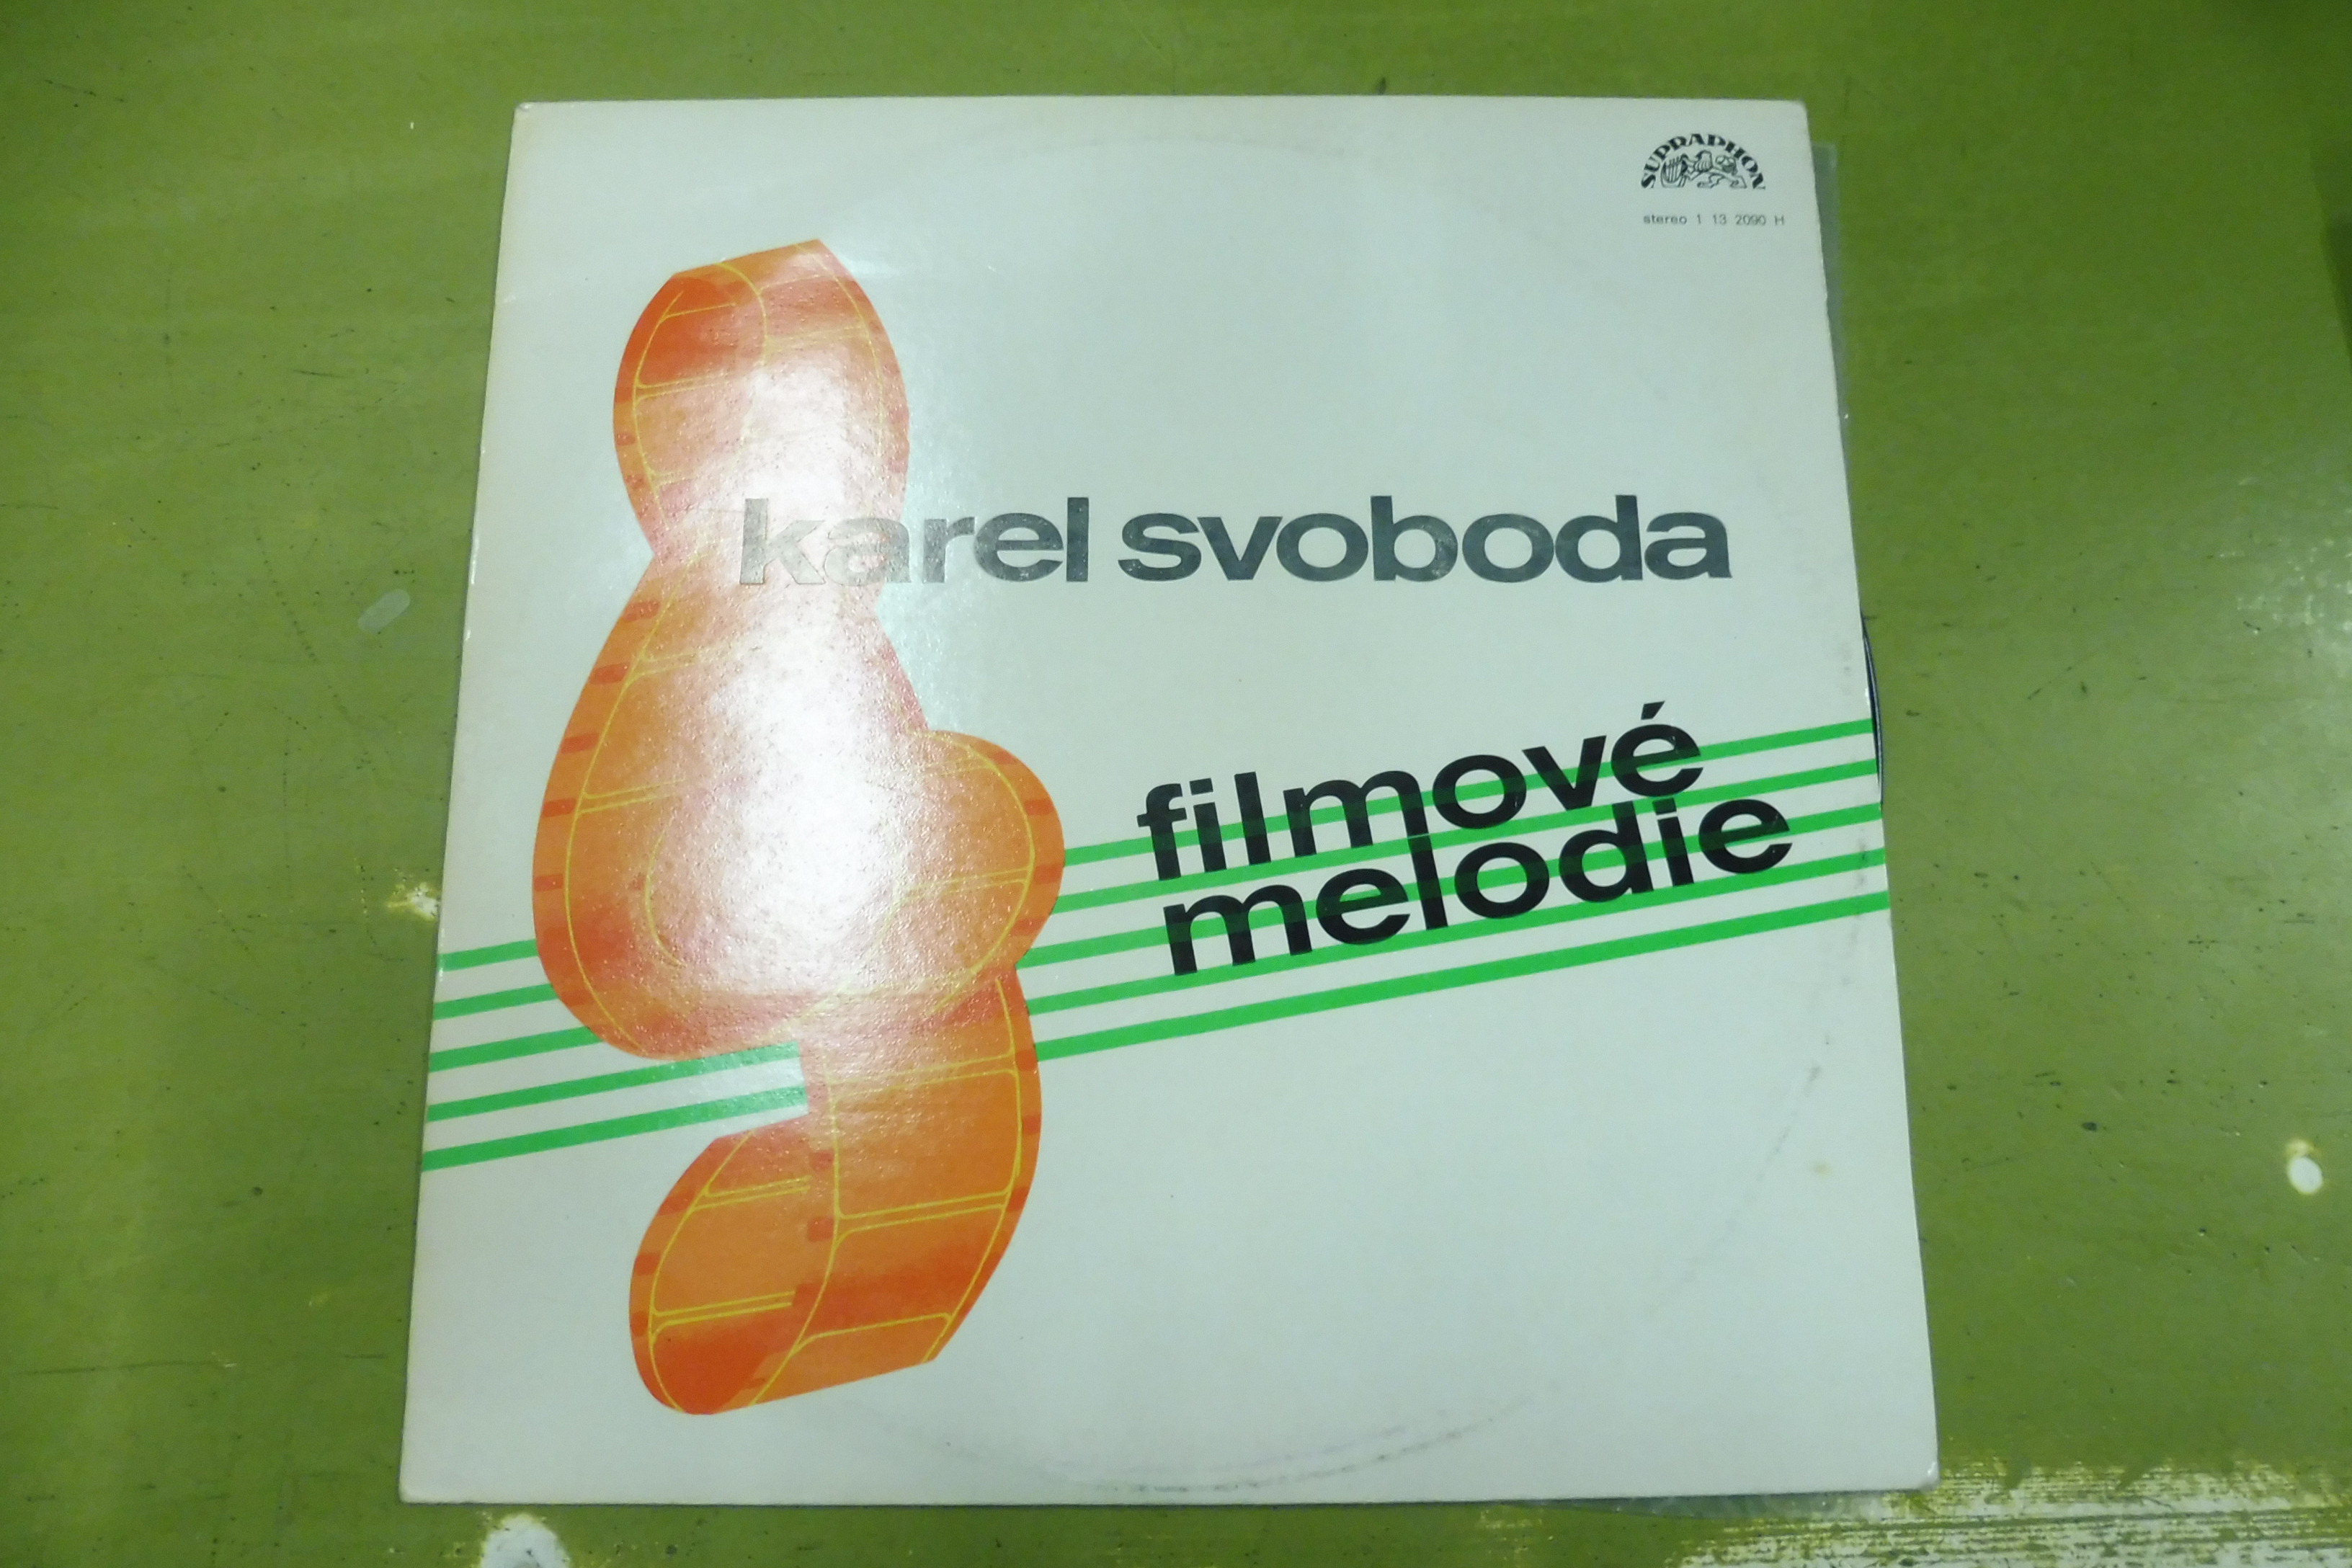 SUPRAPHON
stereo 1 13 2090 H
karel svoboda
filmové
melodie